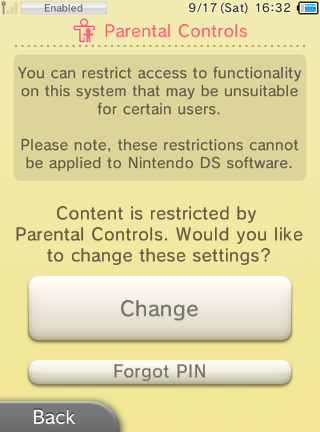 Enabled 9/17 (Sat) 16:32
Parental Controls
You can restrict access to functionality
on this system that may be unsuitable
for certain users.
Please note, these restrictions cannot
be applied to Nintendo DS software.
Content is restricted by
Parental Controls. Would you like
to change these settings?
Change
Forgot PIN
Back